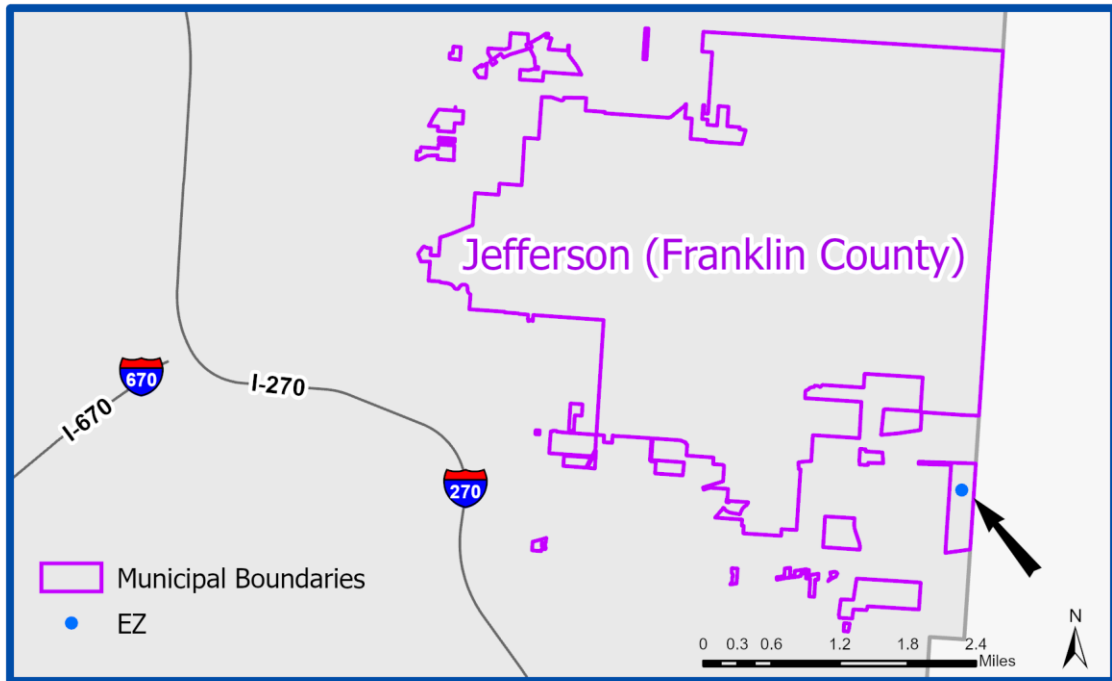 Jefferson (Franklin County)
670
I-670
I-270
270
Municipal Boundaries
EZ
N
0 0.3 0.6 1.2 1.8 2.4
Miles